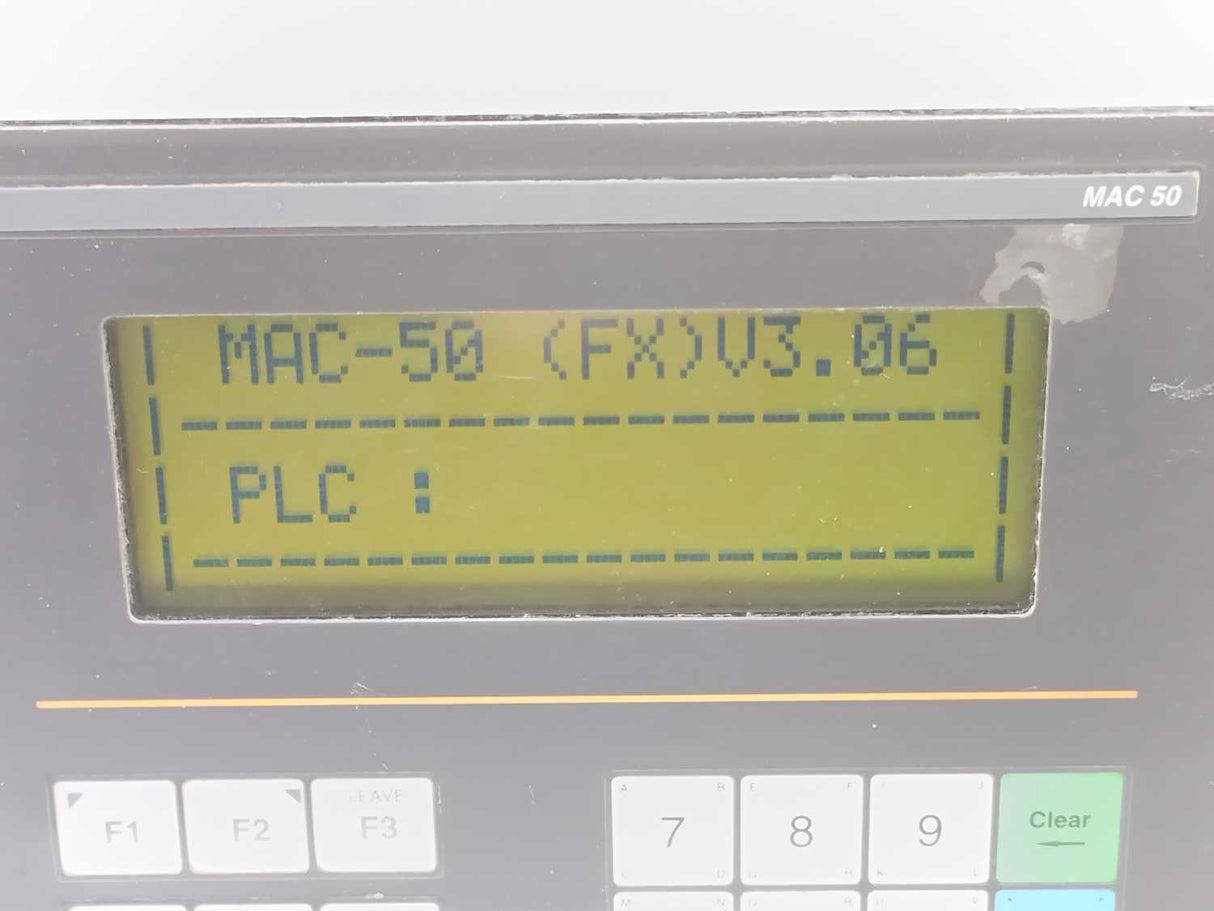 MAC 50
MAC-50 (FX)V3.06
PLC :
F1 F2 LEAVE F3
A B 7 D E F 8 9 J K L Clear
M N Q R U V